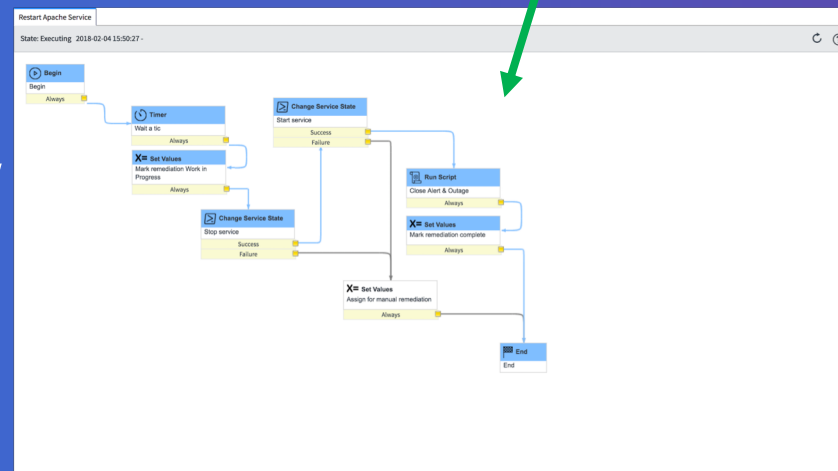 Restart Apache Service
State: Executing 2018-02-04 15:50:27 -
Begin
Begin
Always
Timer
Wait a tic
Always
X= Set Values
Mark remediation Work in
Progress
Always
Change Service State
Stop service
Success
Failure
Change Service State
Start service
Success
Failure
Run Script
Close Alert & Outage
Always
X= Set Values
Mark remediation complete
Always
X= Set Values
Assign for manual remediation
Always
End
End